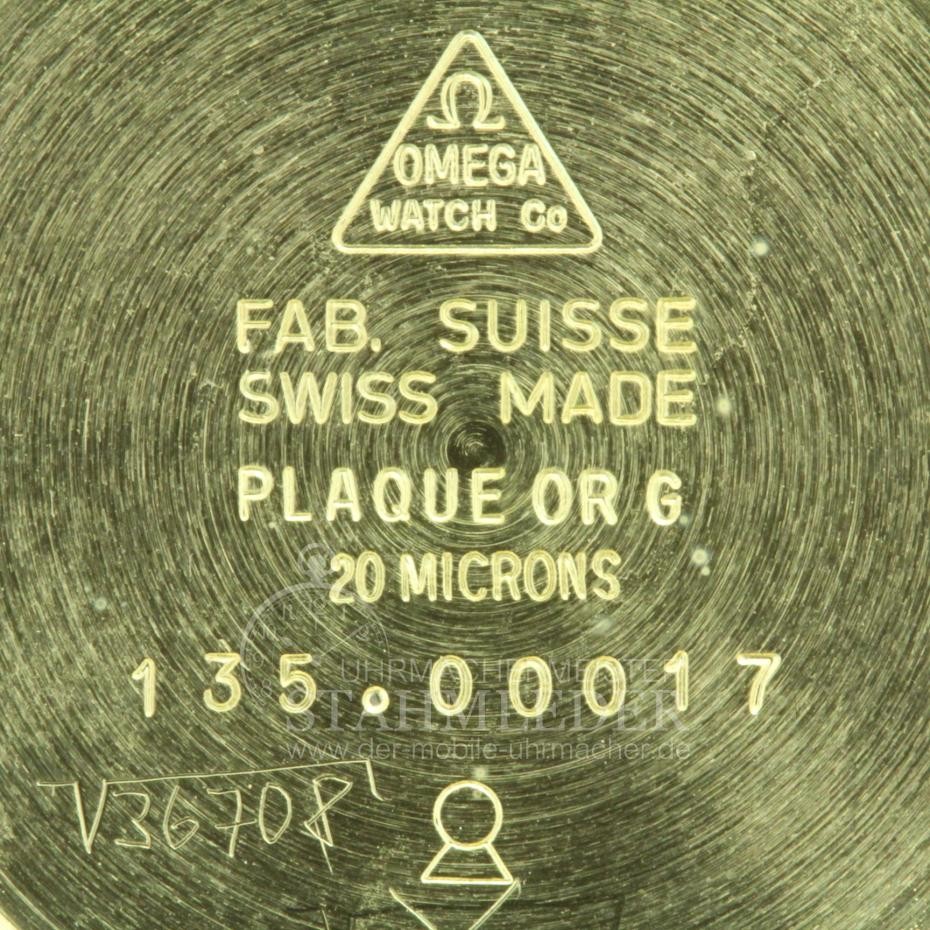 Ω
OMEGA
WATCH Co
FAB. SUISSE
SWISS MADE
PLAQUE OR G
20 MICRONS
135.00017
UHRMACHERMEISTER
STAHMFEDER
www.der-mobile-uhrmacher.de
V36708